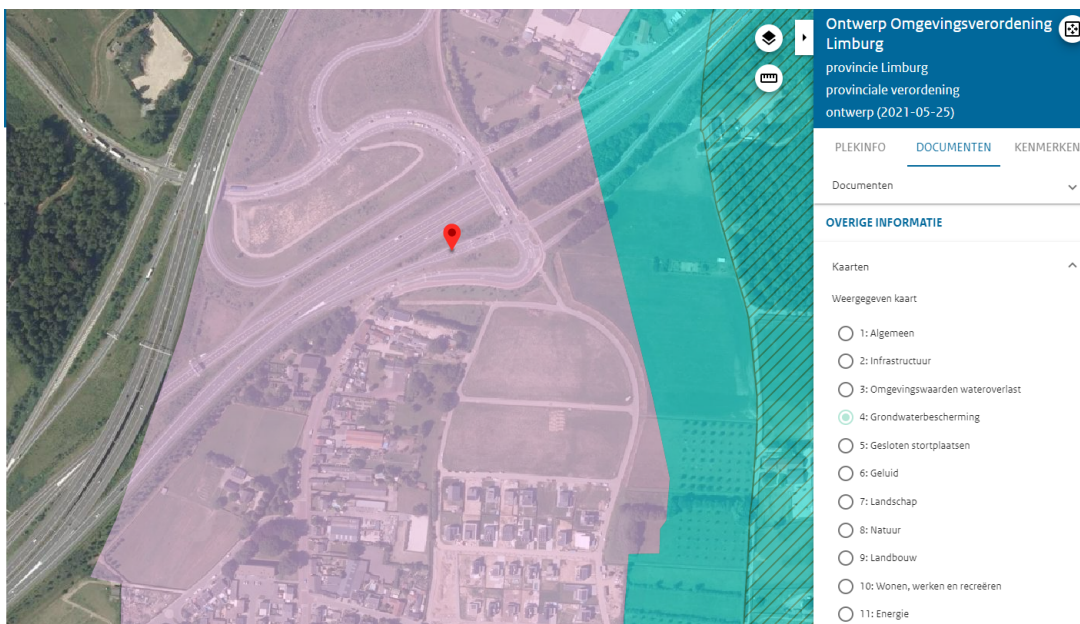 Ontwerp Omgevingsverordening
Limburg
provincie Limburg
provinciale verordening
ontwerp (2021-05-25)
PLEKINFO DOCUMENTEN KENMERKEN
Documenten
OVERIGE INFORMATIE
Kaarten
Weergegeven kaart
1: Algemeen
2: Infrastructuur
3: Omgevingswaarden wateroverlast
4: Grondwaterbescherming
5: Gesloten stortplaatsen
6: Geluid
7: Landschap
8: Natuur
9: Landbouw
10: Wonen, werken en recreëren
11: Energie